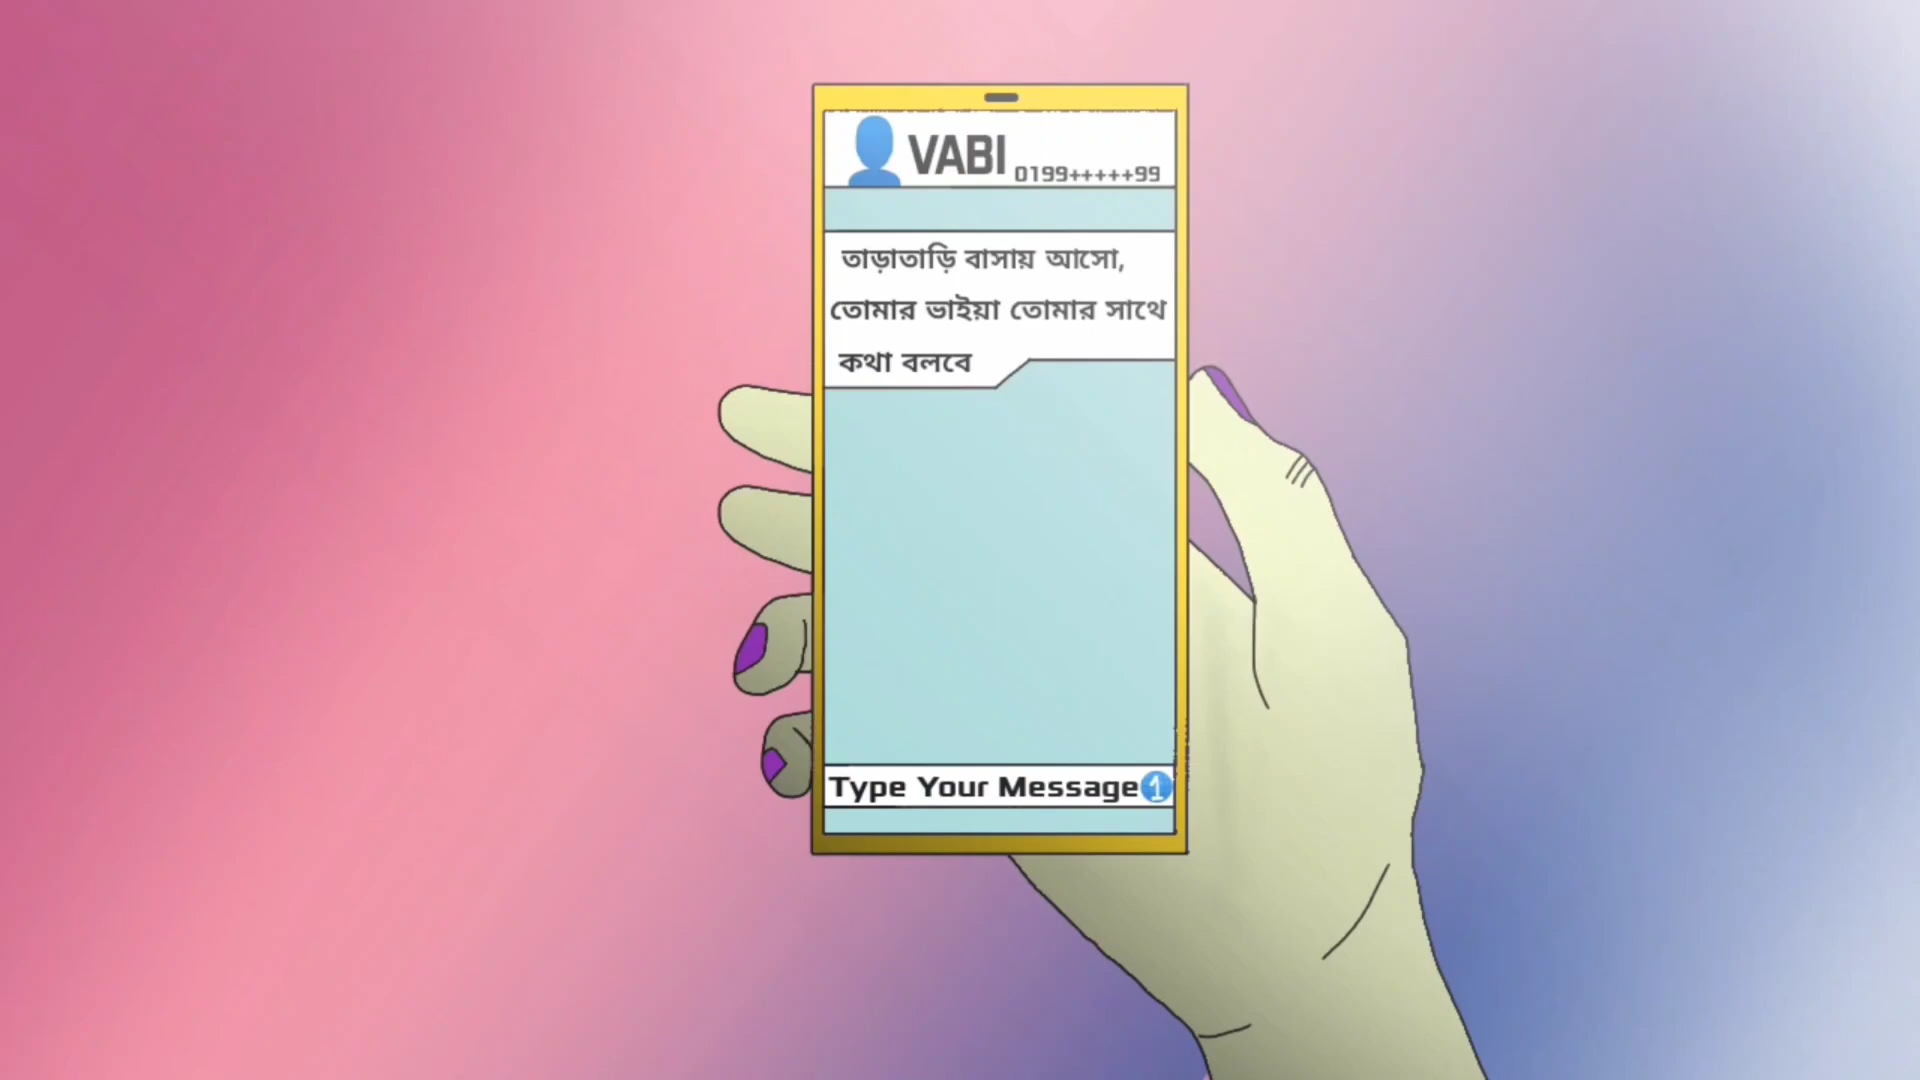 VABI 0199+++++99
তাড়াতাড়ি বাসায় আসো,
তোমার ভাইয়া তোমার সাথে
কথা বলবে
Type Your Message 1